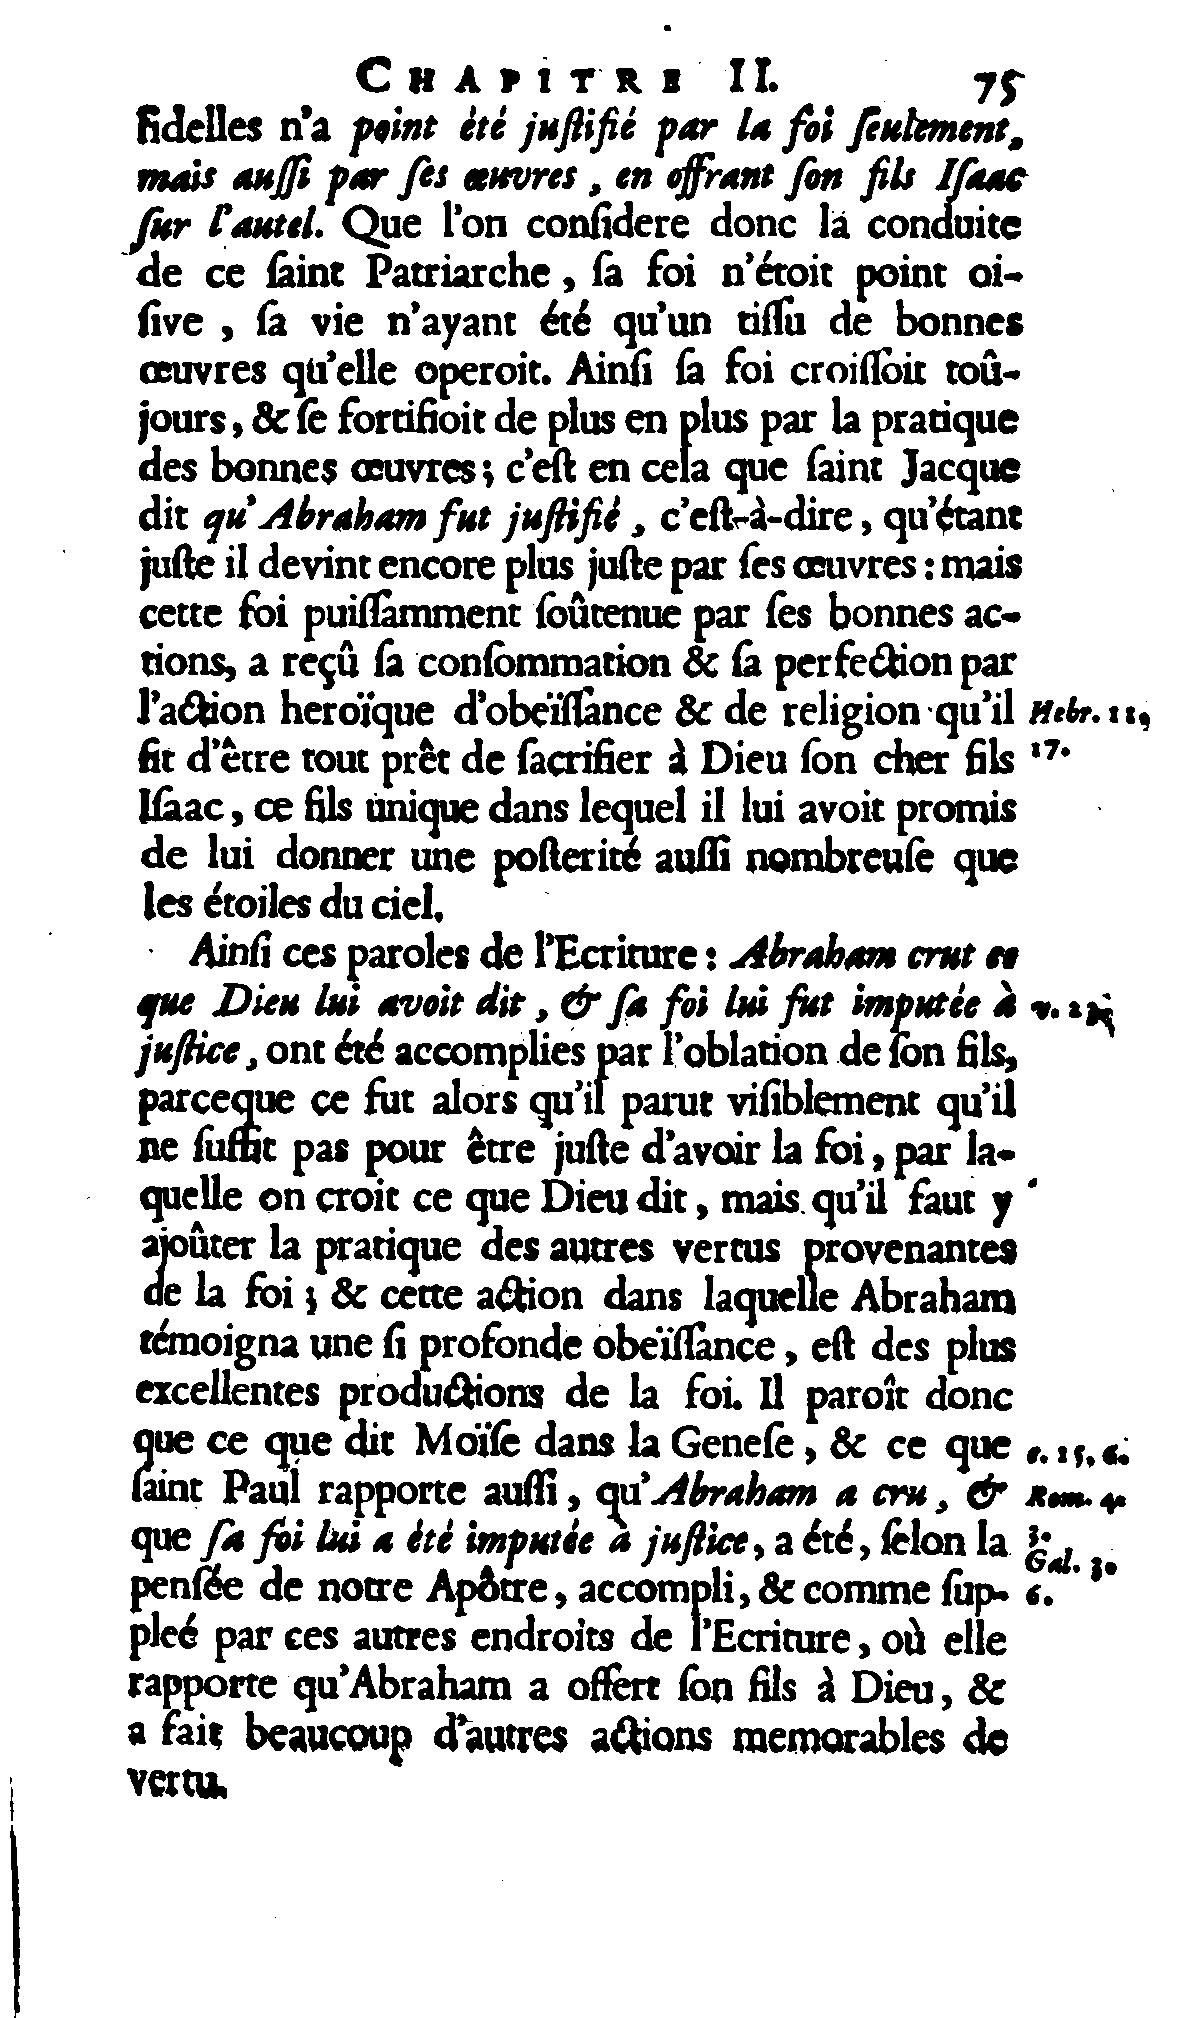 CHAPITRE II. 75
fidelles n'a point été juſtifié par la foi ſeulement,
mais auſſi par ſes œuvres, en offrant ſon fils Iſaac
ſur l'autel. Que l'on conſidere donc la conduite
de ce ſaint Patriarche, ſa foi n'étoit point oi-
ſive, ſa vie n'ayant été qu'un tiſſu de bonnes
œuvres qu'elle operoit. Ainſi ſa foi croiſſoit toû-
jours, & ſe fortifioit de plus en plus par la pratique
des bonnes œuvres; c'eſt en cela que ſaint Jacque
dit qu'Abraham fut juſtifié, c'eſt-à-dire, qu'étant
juſte il devint encore plus juſte par ſes œuvres: mais
cette foi puiſſamment ſoûtenue par ſes bonnes ac-
tions, a reçû ſa conſommation & ſa perfection par
l'action heroïque d'obeïſſance & de religion qu'il Hebr. 11,
fit d'être tout prêt de ſacrifier à Dieu ſon cher fils 17.
Iſaac, ce fils unique dans lequel il lui avoit promis
de lui donner une poſterité auſſi nombreuſe que
les étoiles du ciel.
Ainſi ces paroles de l'Ecriture: Abraham crut ce
que Dieu lui avoit dit, & ſa foi lui fut imputée à v.
juſtice, ont été accomplies par l'oblation de ſon fils,
parceque ce fut alors qu'il parut viſiblement qu'il
ne ſuffit pas pour être juſte d'avoir la foi, par la-
quelle on croit ce que Dieu dit, mais qu'il faut y
ajoûter la pratique des autres vertus provenantes
de la foi; & cette action dans laquelle Abraham
témoigna une ſi profonde obeïſſance, eſt des plus
excellentes productions de la foi. Il paroît donc
que ce que dit Moïſe dans la Geneſe, & ce que c. 15, 6.
ſaint Paul rapporte auſſi, qu'Abraham a cru, & Rom. 4.
que ſa foi lui a été imputée à juſtice, a été, ſelon la 3.
Gal. 3.
penſée de notre Apôtre, accompli, & comme ſup- 6.
pleé par ces autres endroits de l'Ecriture, où elle
rapporte qu'Abraham a offert ſon fils à Dieu, &
a fait beaucoup d'autres actions memorables de
vertu.